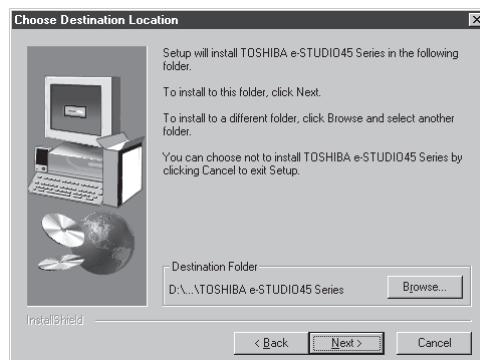 Choose Destination Location
Setup will install TOSHIBA e-STUDIO45 Series in the following
folder.
To install to this folder, click Next.
To install to a different folder, click Browse and select another
folder.
You can choose not to install TOSHIBA e-STUDIO45 Series by
clicking Cancel to exit Setup.
Destination Folder
D:\...\TOSHIBA e-STUDIO45 Series
Browse...
InstallShield
< Back
Next >
Cancel